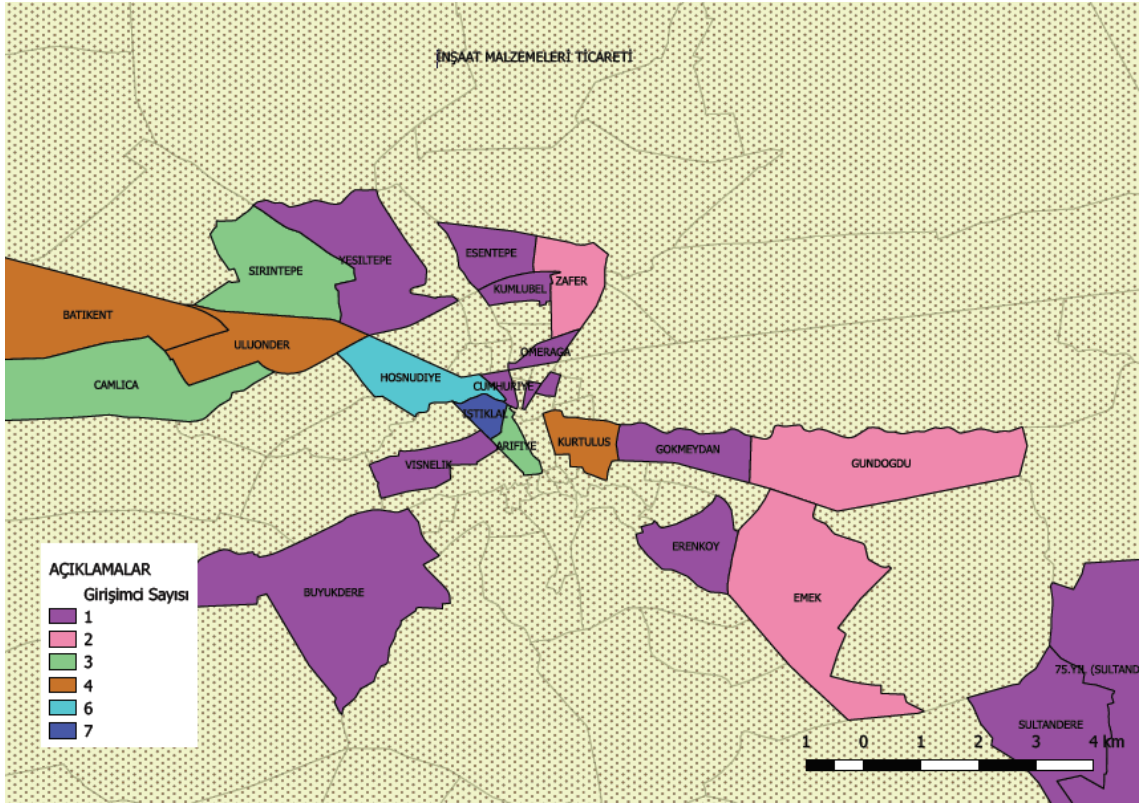 İNŞAAT MALZEMELERİ TİCARETİ
ESENTEPE
YESILTEPE
SIRINTEPE
ZAFER
KUMLUBEL
BATIKENT
ULUONDER
OMERAGA
HOSNUDIYE
CAMLICA
CUMHURIYE
ISTIKLAL
KURTULUS
ARIFIYE
GOKMEYDAN
VISNELIK
GUNDOGDU
ERENKOY
BUYUKDERE
EMEK
75.YIL (SULTAND
SULTANDERE
AÇIKLAMALAR
Girişimci Sayısı
1
2
3
4
6
7
1 0 1 2 3 4 km